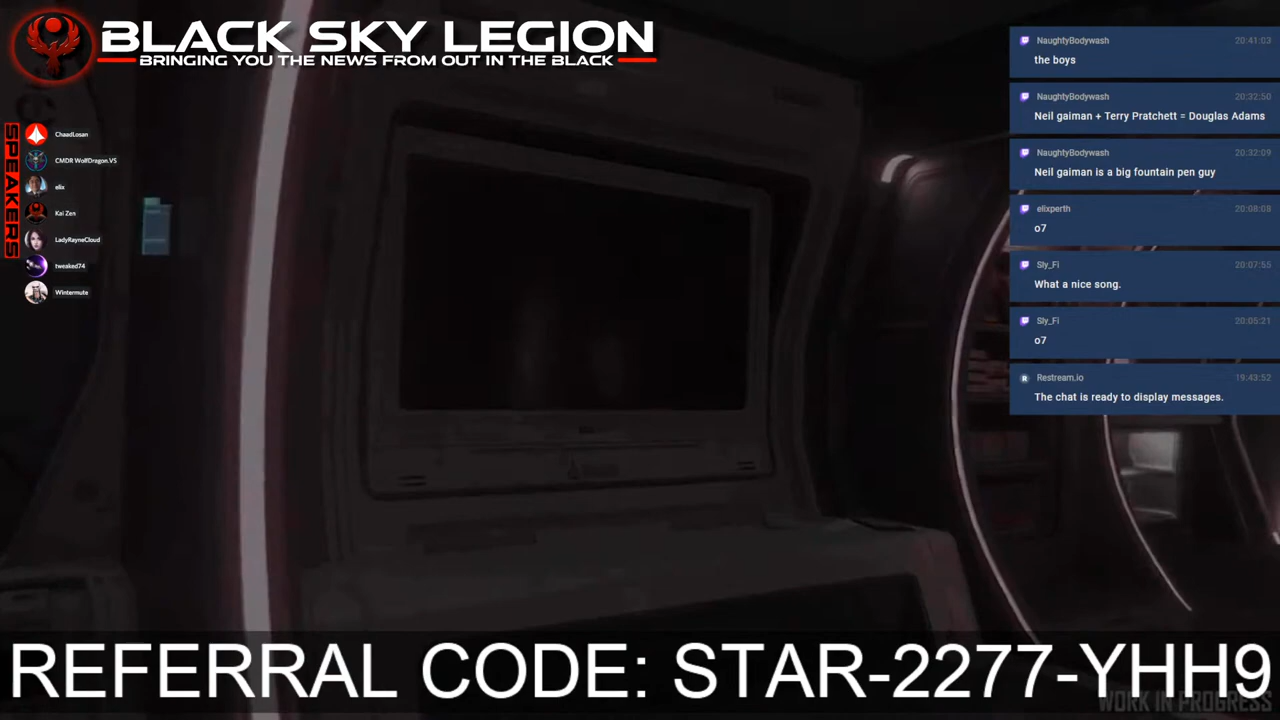 BLACK SKY LEGION
BRINGING YOU THE NEWS FROM OUT IN THE BLACK
SPEAKERS
ChaadLosan
CMDR WolfDragon.VS
elix
Kai Zen
LadyRayneCloud
tweakad74
Wintermute
NaughtyBodywash 20:41:03
the boys
NaughtyBodywash 20:32:50
Neil gaiman + Terry Pratchett = Douglas Adams
NaughtyBodywash 20:32:09
Neil gaiman is a big fountain pen guy
elixperth 20:08:08
o7
Sly_Fi 20:07:55
What a nice song.
Sly_Fi 20:05:21
o7
Restream.io 19:43:52
The chat is ready to display messages.
REFERRAL CODE: STAR-2277-YHH9
WORK IN PROGRESS